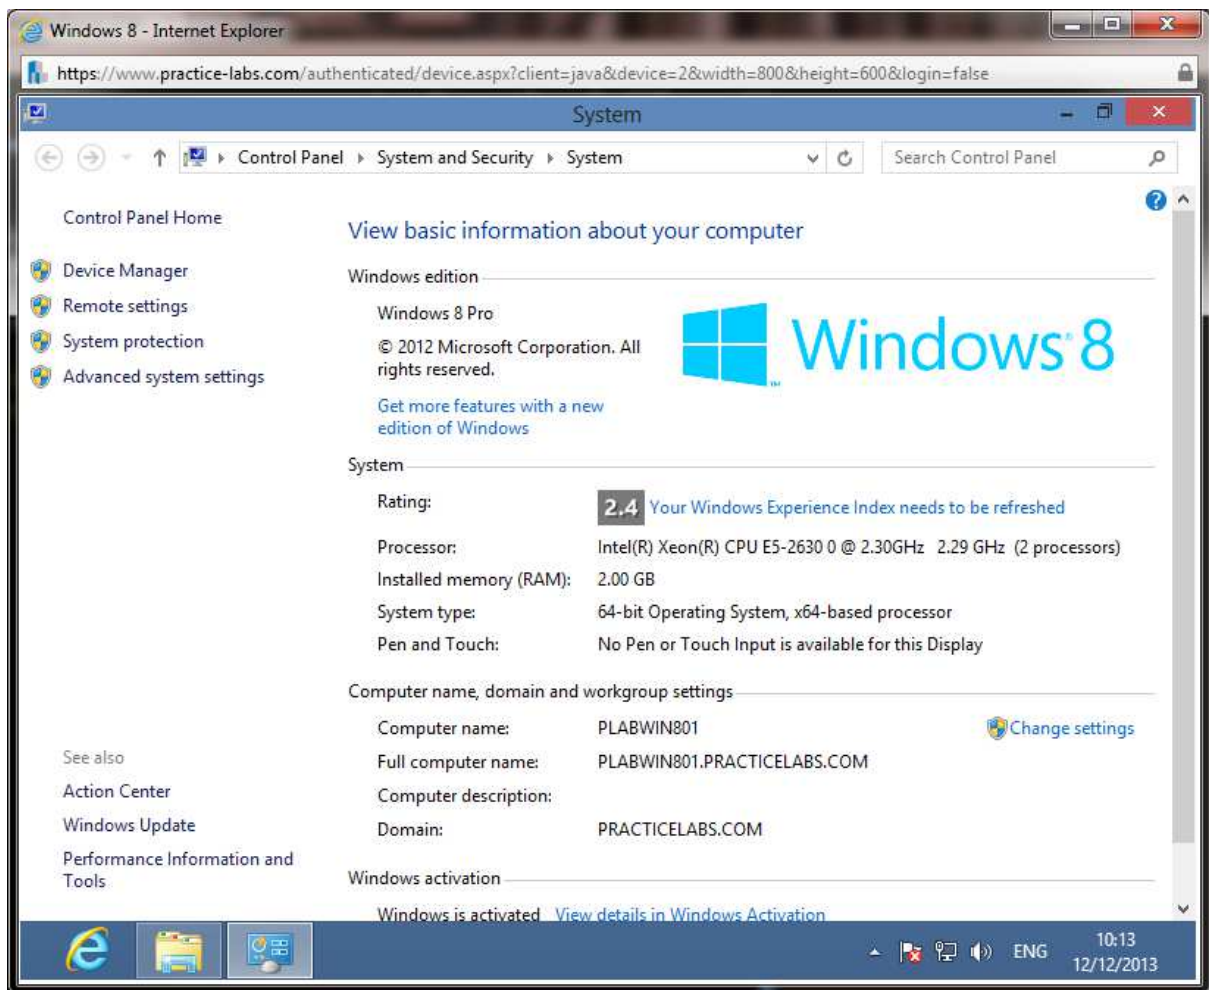 Windows 8 - Internet Explorer
https://www.practice-labs.com/authenticated/device.aspx?client=java&device=2&width=800&height=600&login=false
System
Control Panel System and Security System
Search Control Panel
Control Panel Home
Device Manager
Remote settings
System protection
Advanced system settings
See also
Action Center
Windows Update
Performance Information and
Tools
View basic information about your computer
Windows edition
Windows 8 Pro
© 2012 Microsoft Corporation. All
rights reserved.
Get more features with a new
edition of Windows
Windows 8
System
Rating: 2.4 Your Windows Experience Index needs to be refreshed
Processor: Intel(R) Xeon(R) CPU E5-2630 0 @ 2.30GHz 2.29 GHz (2 processors)
Installed memory (RAM): 2.00 GB
System type: 64-bit Operating System, x64-based processor
Pen and Touch: No Pen or Touch Input is available for this Display
Computer name, domain and workgroup settings
Computer name: PLABWIN801 Change settings
Full computer name: PLABWIN801.PRACTICELABS.COM
Computer description:
Domain: PRACTICELABS.COM
Windows activation
Windows is activated View details in Windows Activation
ENG
10:13
12/12/2013